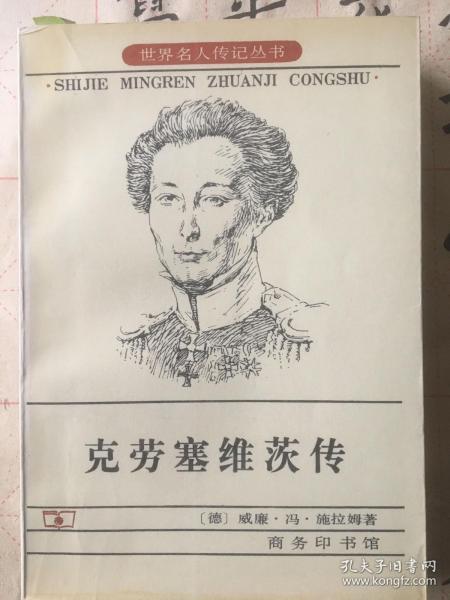 世界名人传记丛书
·SHIJIE MINGREN ZHUANJI CONGSHU·
克劳塞维茨传
〔德〕威廉·冯·施拉姆著
商务印书馆
孔夫子旧书网
www.kongfz.com